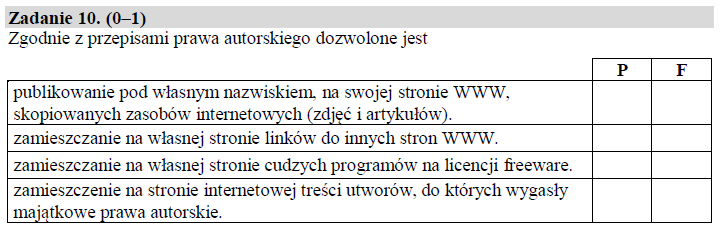 Zadanie 10. (0–1)
Zgodnie z przepisami prawa autorskiego dozwolone jest
P F
publikowanie pod własnym nazwiskiem, na swojej stronie WWW,
skopiowanych zasobów internetowych (zdjęć i artykułów).
zamieszczanie na własnej stronie linków do innych stron WWW.
zamieszczanie na własnej stronie cudzych programów na licencji freeware.
zamieszczenie na stronie internetowej treści utworów, do których wygasły
majątkowe prawa autorskie.